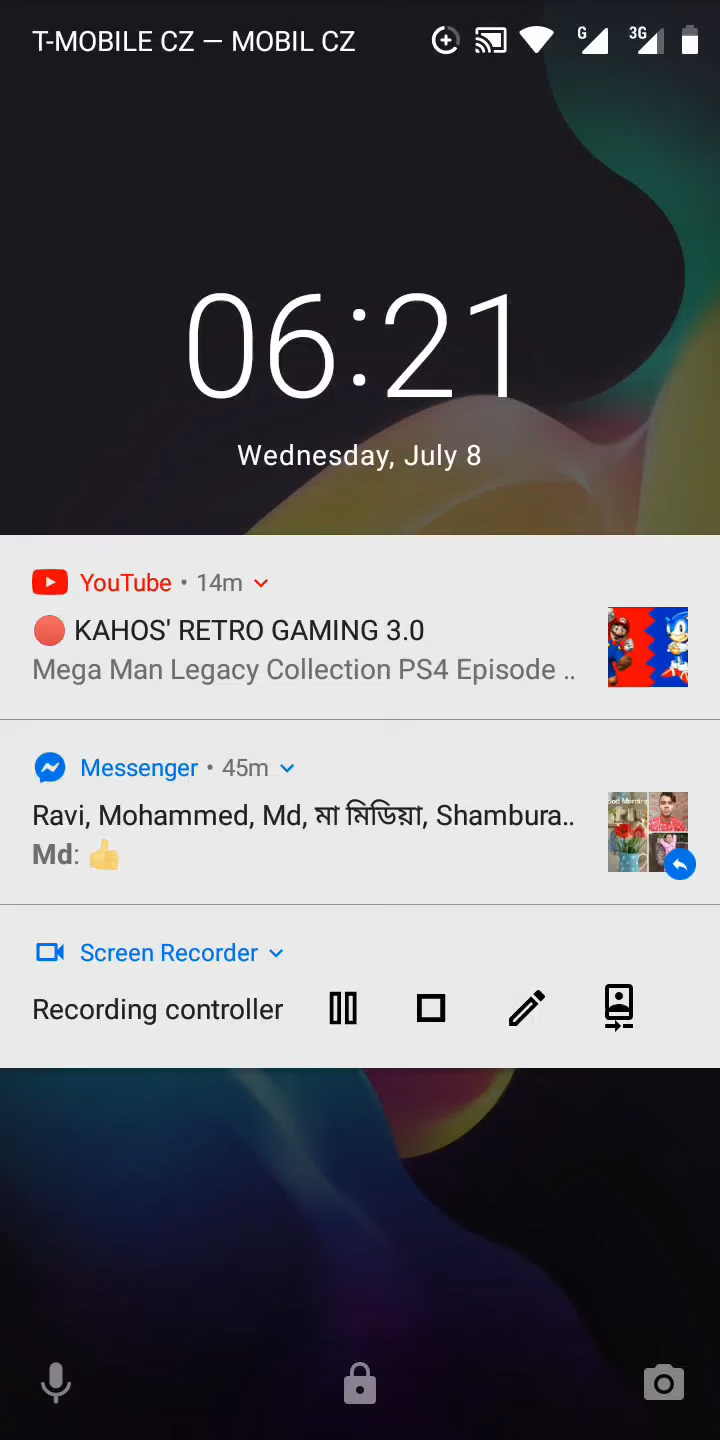 T-MOBILE CZ — MOBIL CZ
G
3G
06:21
Wednesday, July 8
YouTube • 14m
🔴 KAHOS' RETRO GAMING 3.0
Mega Man Legacy Collection PS4 Episode ..
Messenger • 45m
Ravi, Mohammed, Md, মা মিডিয়া, Shambura..
Md: 👍
Screen Recorder
Recording controller